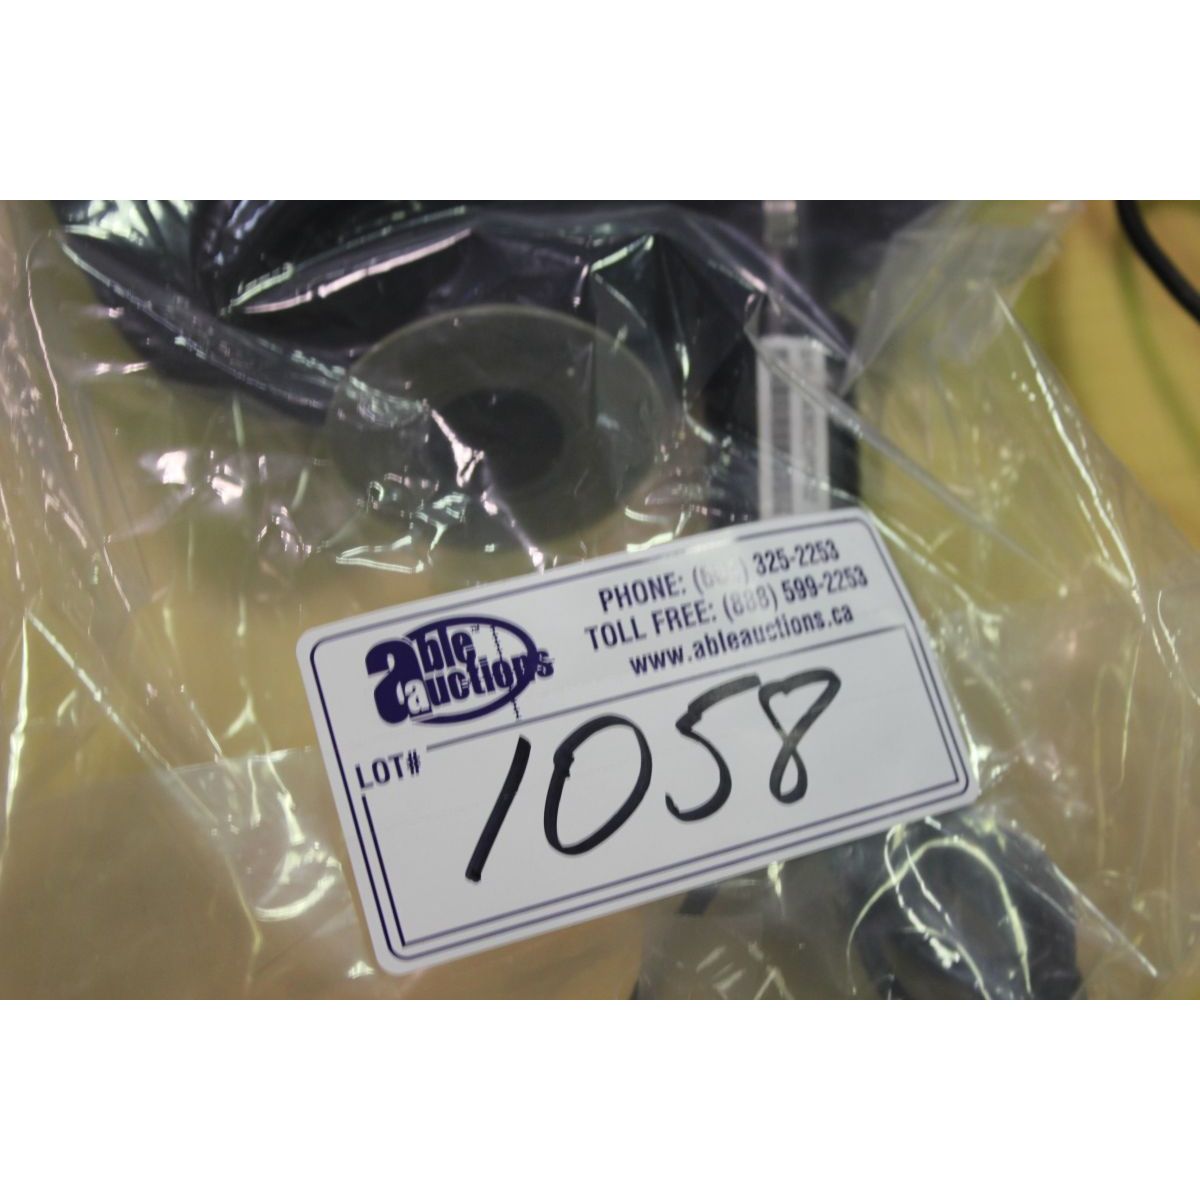 able auctions
PHONE: 325-2253
TOLL FREE: (888) 599-2253
www.ableauctions.ca
LOT#
1058